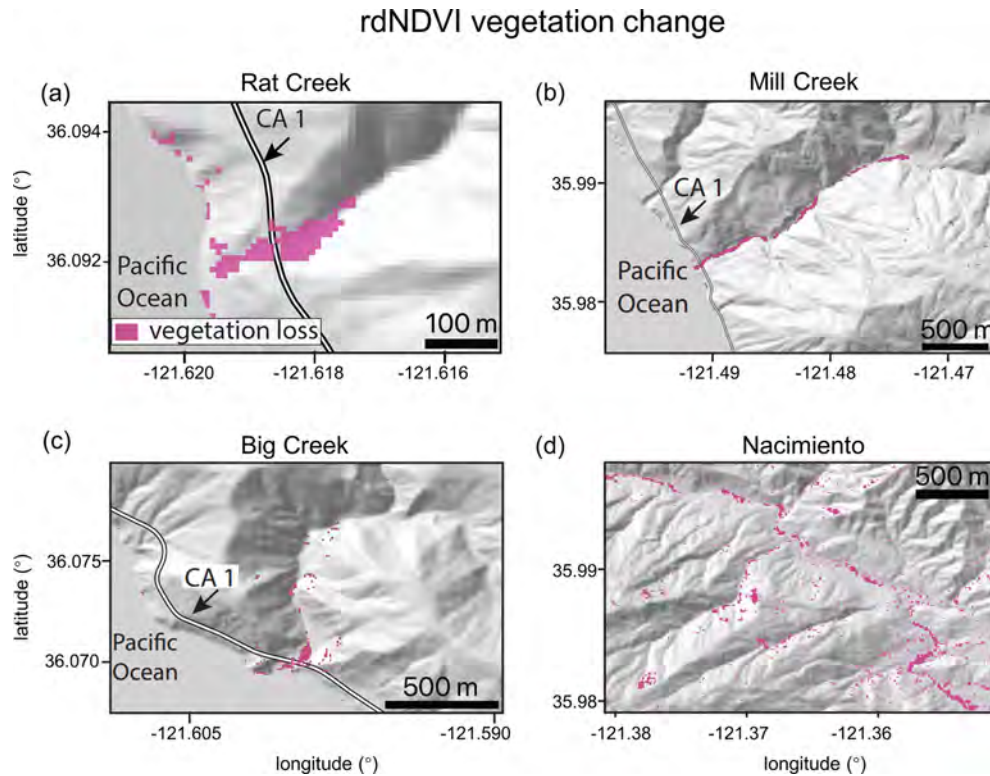 rdNDVI vegetation change
(a)
Rat Creek
36.094
36.092
latitude (°)
CA 1
Pacific
Ocean
vegetation loss
100 m
-121.620
-121.618
-121.616
(b)
Mill Creek
35.99
35.98
CA 1
Pacific
Ocean
500 m
-121.49
-121.48
-121.47
(c)
Big Creek
36.075
36.070
latitude (°)
CA 1
Pacific
Ocean
500 m
-121.605
-121.590
longitude (°)
(d)
Nacimiento
500 m
35.99
35.98
-121.38
-121.37
-121.36
longitude (°)